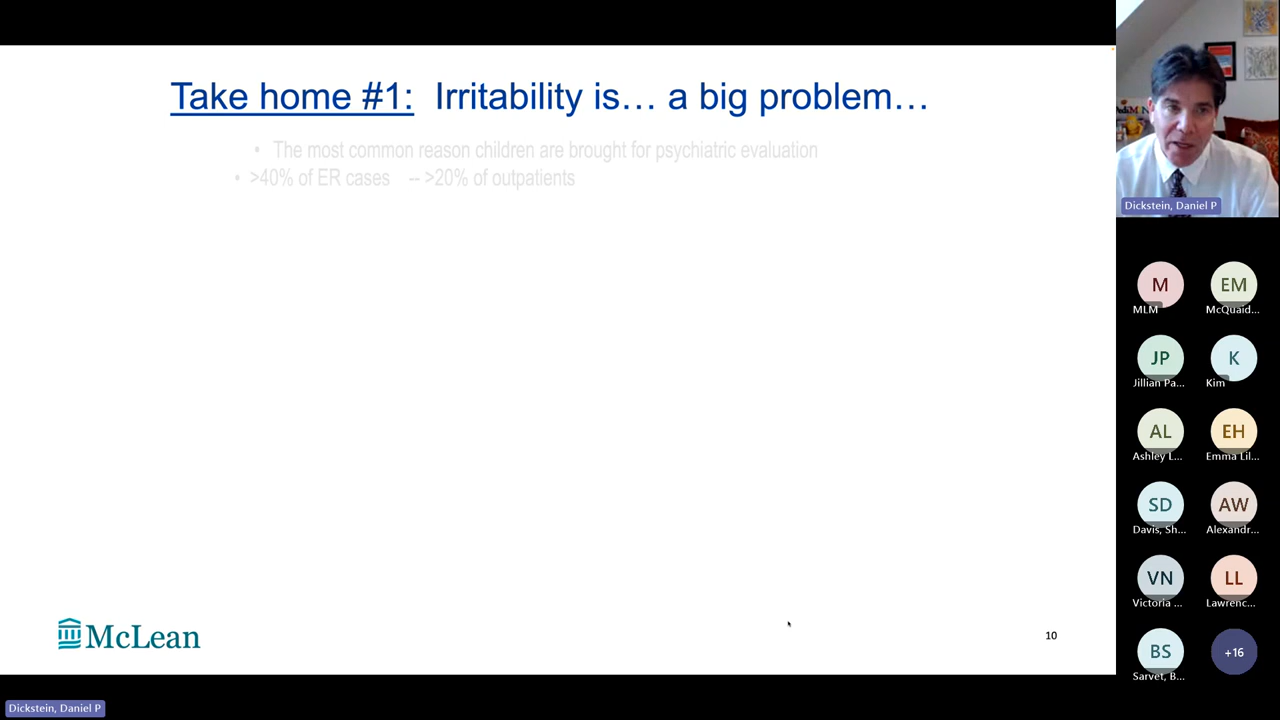 Take home #1: Irritability is… a big problem…
• The most common reason children are brought for psychiatric evaluation
• >40% of ER cases -- >20% of outpatients
McLean
10
Dickstein, Daniel P
M
EM
MLM
McQuaid...
JP
K
Jillian Pa...
Kim
AL
EH
Ashley L...
Emma Lil...
SD
AW
Davis, Sh...
Alexandr...
VN
LL
Victoria ...
Lawrenc...
BS
+16
Sarvet, B...
Dickstein, Daniel P